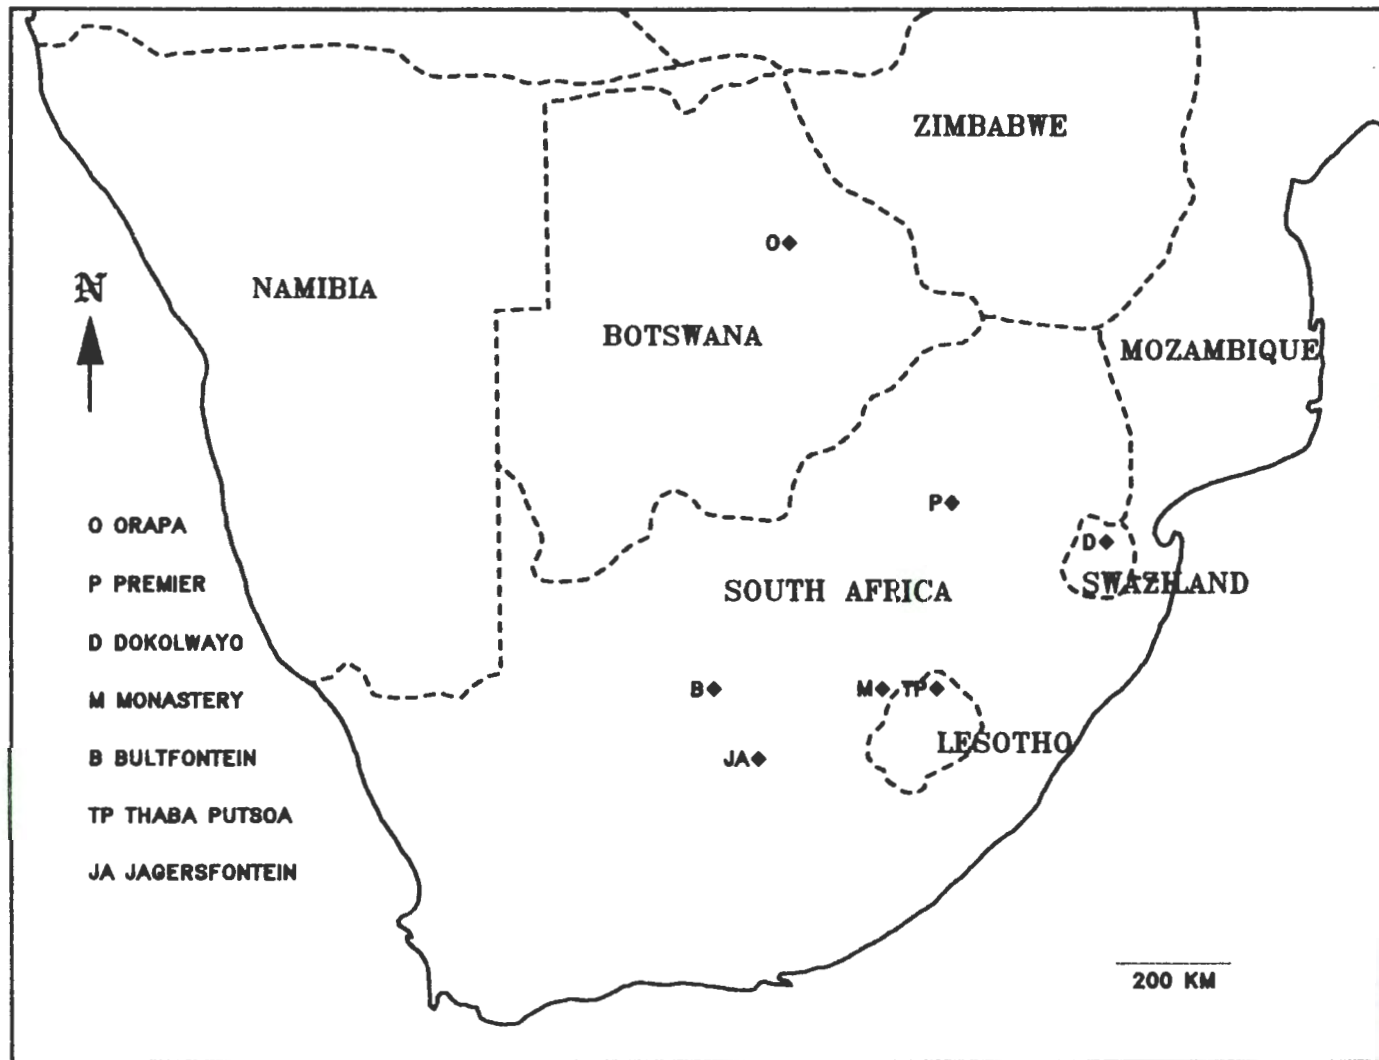 ZIMBABWE
O
N
NAMIBIA
BOTSWANA
MOZAMBIQUE
P
O ORAPA
D
P PREMIER
SOUTH AFRICA
SWAZILAND
D DOKOLWAYO
M MONASTERY
B
M
TP
LESOTHO
B BULTFONTEIN
JA
TP THABA PUTSOA
JA JAGERSFONTEIN
200 KM